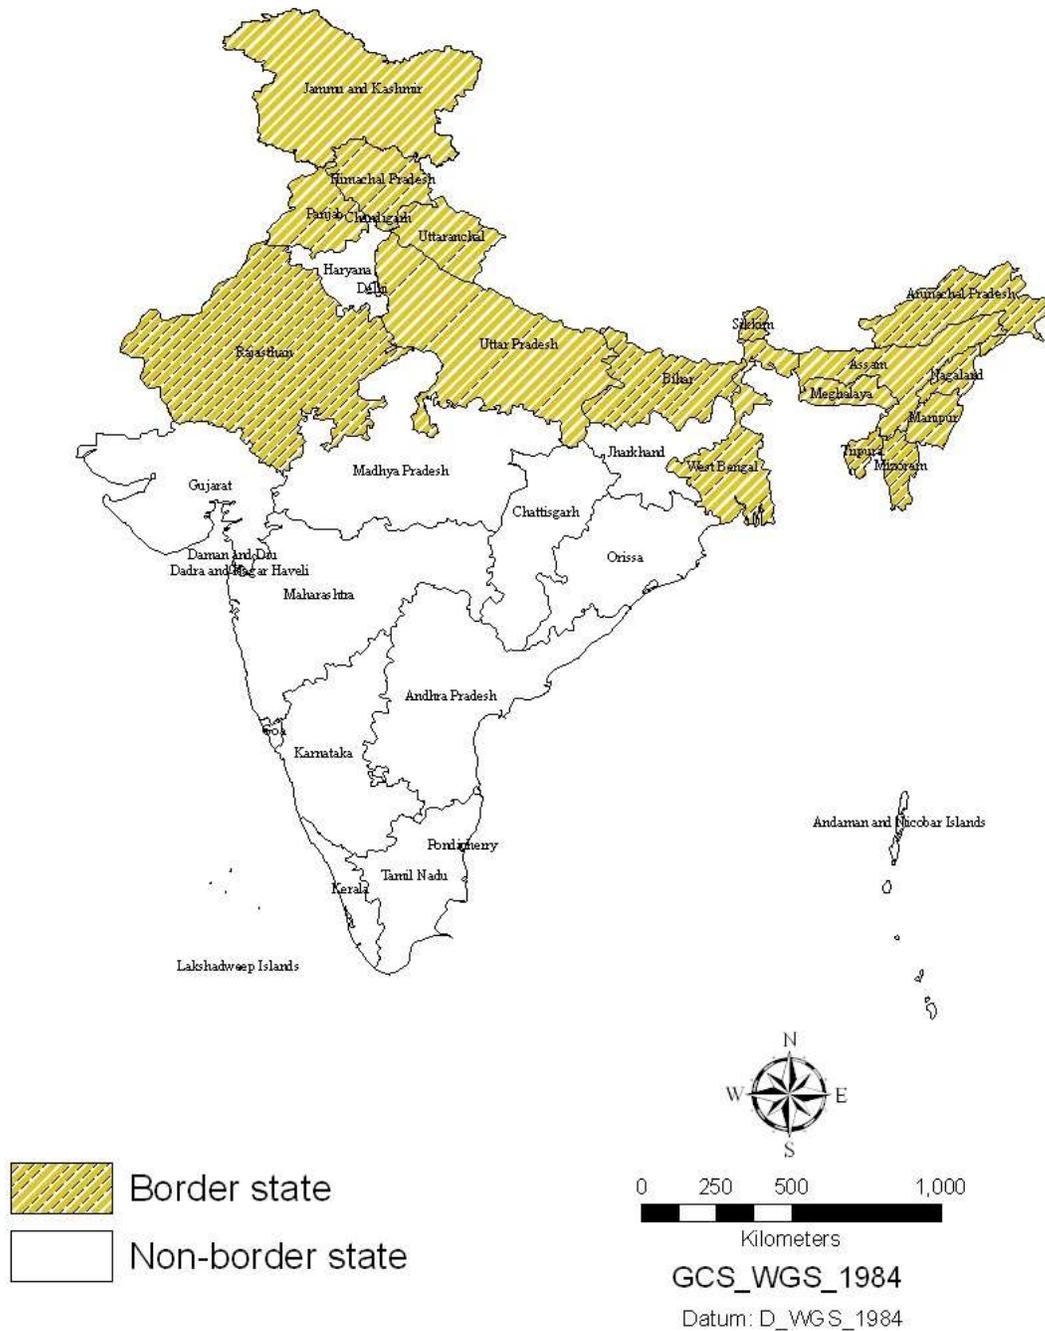 Jammu and Kashmir
Himachal Pradesh
Panjab
Chandigarh
Uttaranchal
Haryana
Delhi
Arunachal Pradesh
Sikkim
Rajasthan
Uttar Pradesh
Assam
Bihar
Nagaland
Meghalaya
Manipur
Jharkhand
Tripura
Madhya Pradesh
West Bengal
Mizoram
Gujarat
Chattisgarh
Daman and Diu
Orissa
Dadra and Nagar Haveli
Maharashtra
Andhra Pradesh
Goa
Karnataka
Andaman and Nicobar Islands
Pondicherry
Tamil Nadu
Kerala
Lakshadweep Islands
N
W
E
S
Border state
Non-border state
0 250 500 1,000
Kilometers
GCS_WGS_1984
Datum: D_WGS_1984